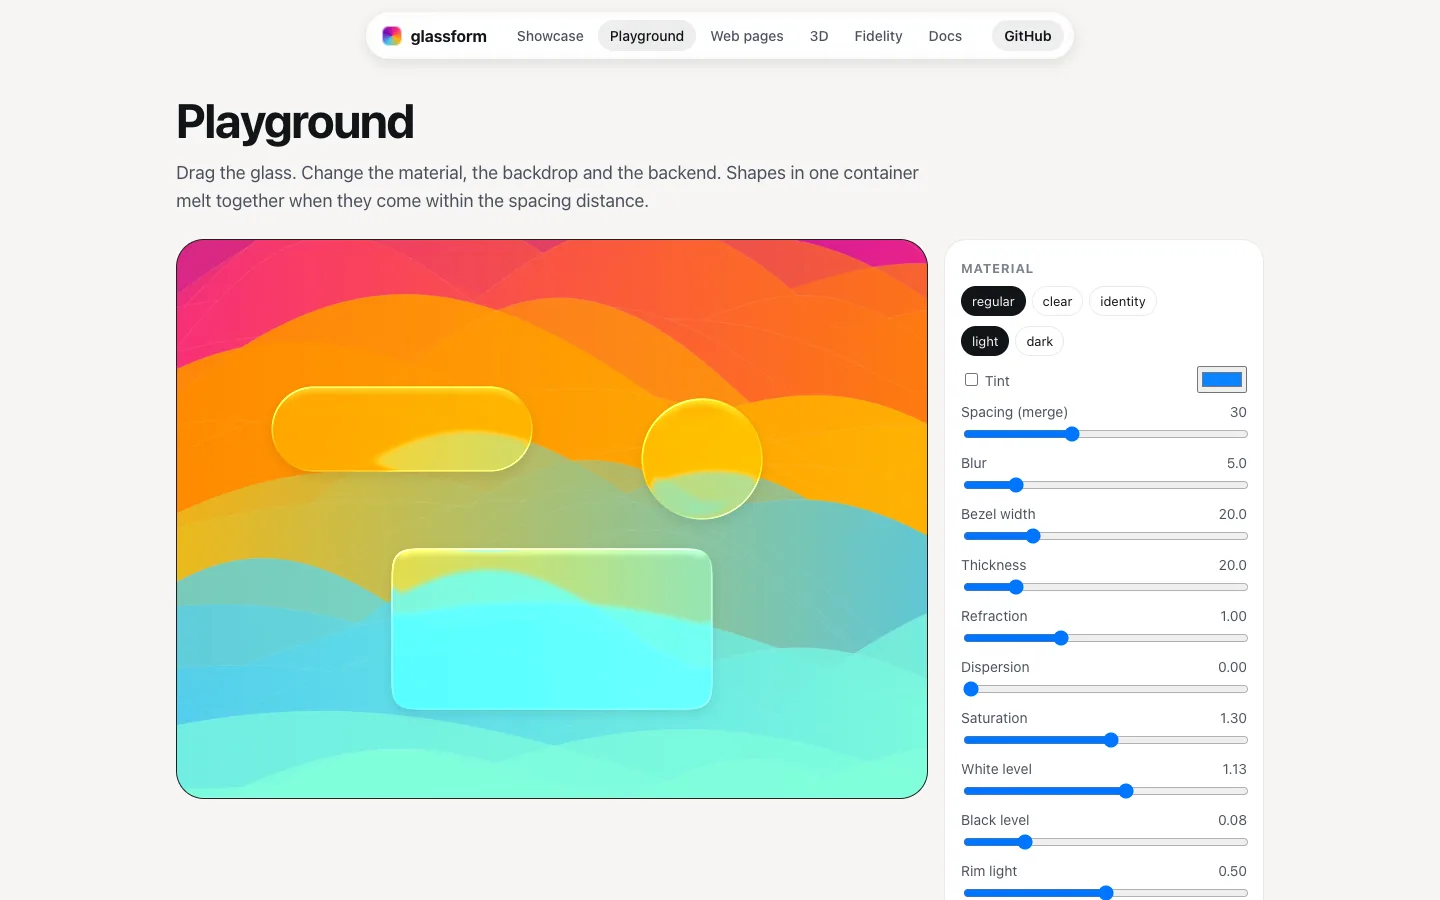 glassform Showcase Playground Web pages 3D Fidelity Docs GitHub
Playground
Drag the glass. Change the material, the backdrop and the backend. Shapes in one container
melt together when they come within the spacing distance.
MATERIAL
regular clear identity
light dark
Tint
Spacing (merge) 30
Blur 5.0
Bezel width 20.0
Thickness 20.0
Refraction 1.00
Dispersion 0.00
Saturation 1.30
White level 1.13
Black level 0.08
Rim light 0.50